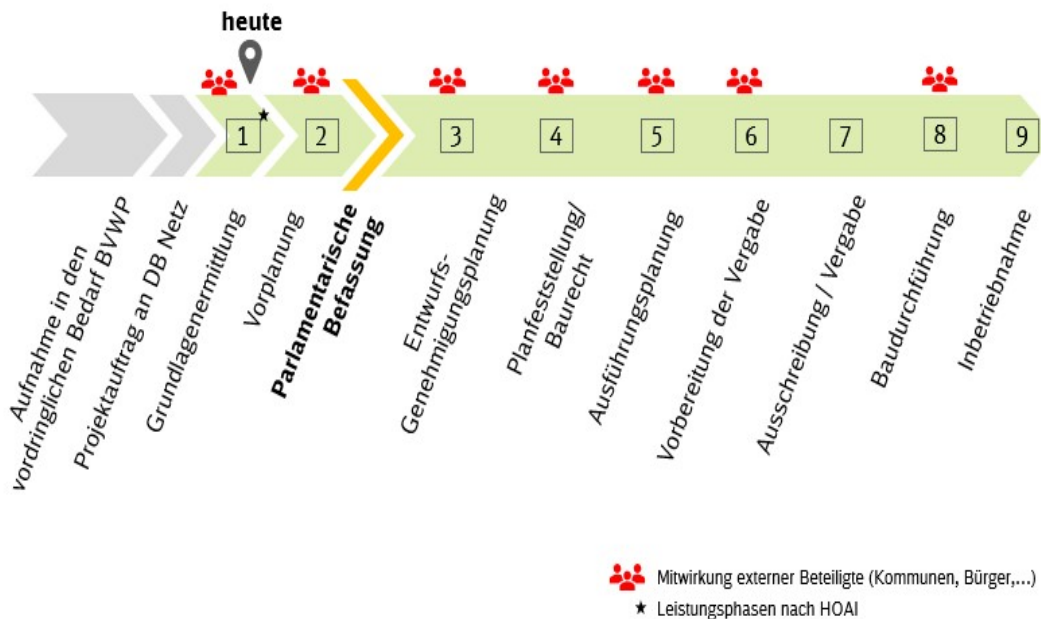 heute
★
1
2
3
4
5
6
7
8
9
Aufnahme in den
vordringlichen Bedarf BVWP
Projektauftrag an DB Netz
Grundlagenermittlung
Vorplanung
Parlamentarische
Befassung
Entwurfs-
Genehmigungsplanung
Planfeststellung/
Baurecht
Ausführungsplanung
Vorbereitung der Vergabe
Ausschreibung / Vergabe
Baudurchführung
Inbetriebnahme
Mitwirkung externer Beteiligte (Kommunen, Bürger,...)
★ Leistungsphasen nach HOAI